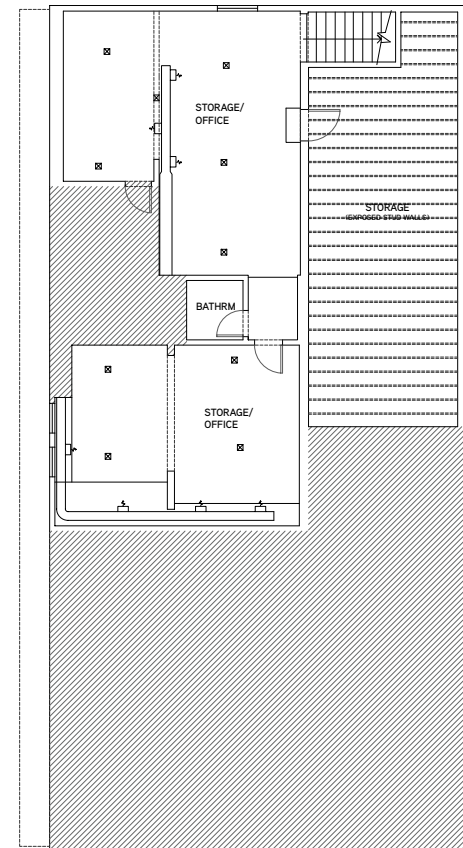 STORAGE/
OFFICE
STORAGE
(EXPOSED STUD WALLS)
BATHRM
STORAGE/
OFFICE